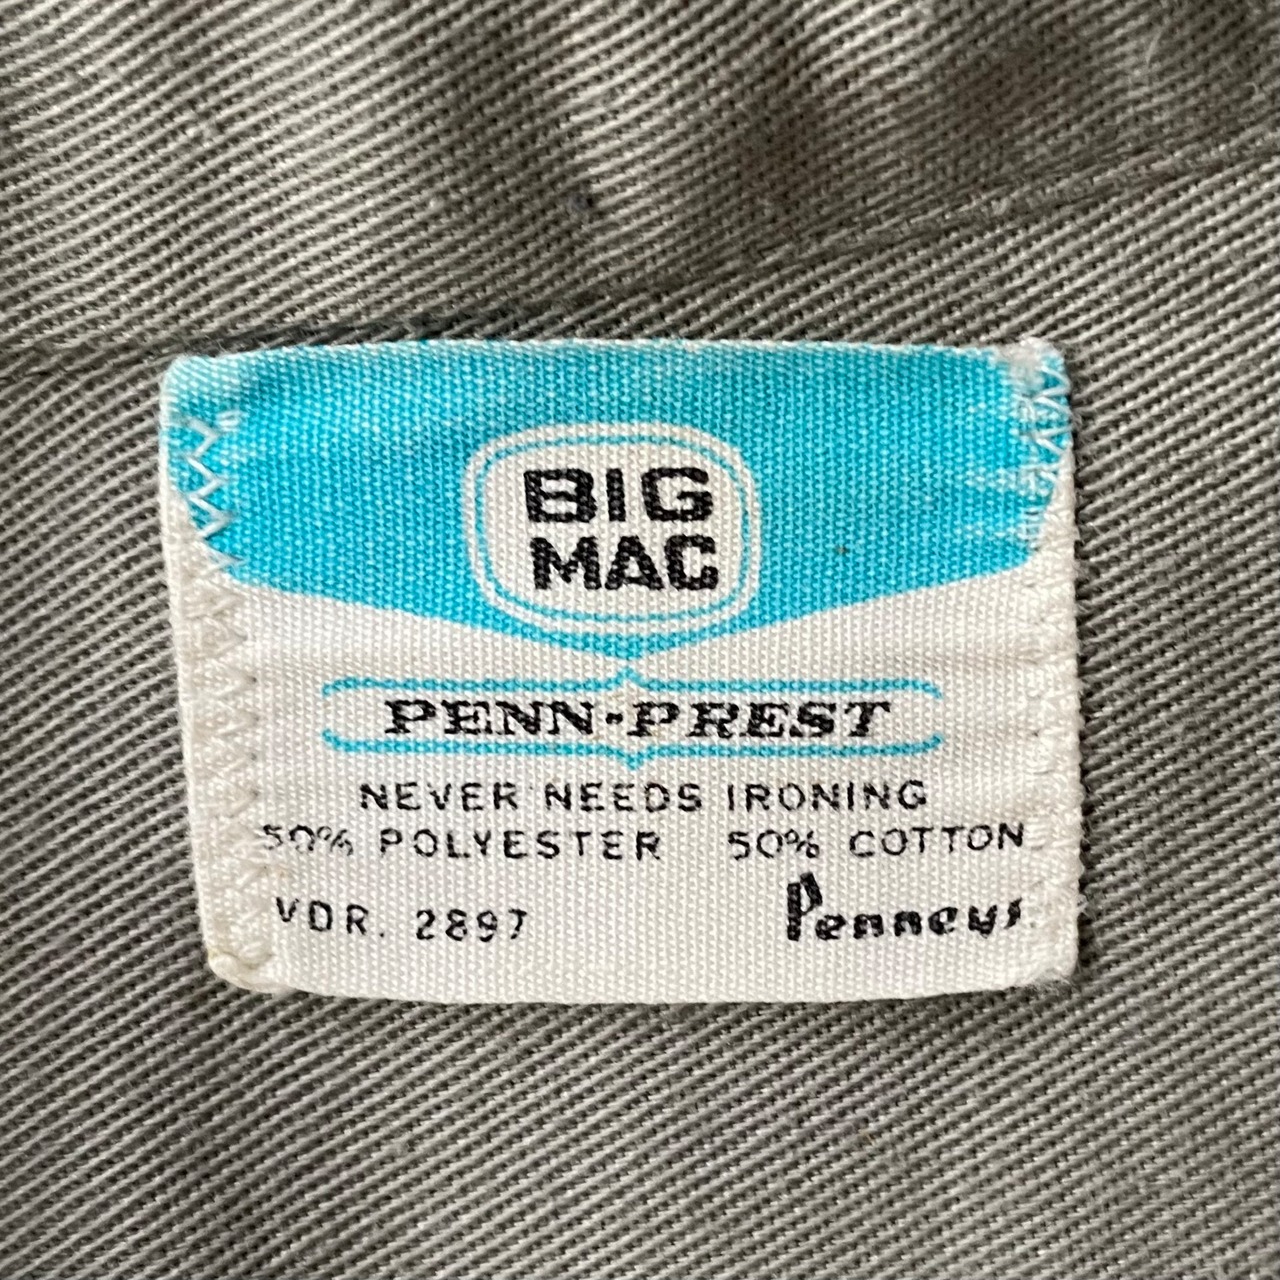 BIG
MAC
PENN-PREST
NEVER NEEDS IRONING
50% POLYESTER 50% COTTON
VDR. 2897 Penneys